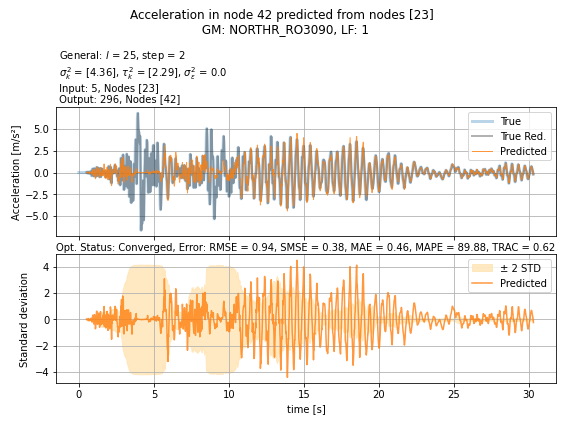 Acceleration in node 42 predicted from nodes [23]
GM: NORTHR_RO3090, LF: 1
General: l = 25, step = 2
σ²ₖ = [4.36], τ²ₖ = [2.29], σ²ₑ = 0.0
Input: 5, Nodes [23]
Output: 296, Nodes [42]
Acceleration [m/s²]
5.0
2.5
0.0
−2.5
−5.0
True
True Red.
Predicted
Opt. Status: Converged, Error: RMSE = 0.94, SMSE = 0.38, MAE = 0.46, MAPE = 89.88, TRAC = 0.62
Standard deviation
4
2
0
−2
−4
± 2 STD
Predicted
0 5 10 15 20 25 30
time [s]